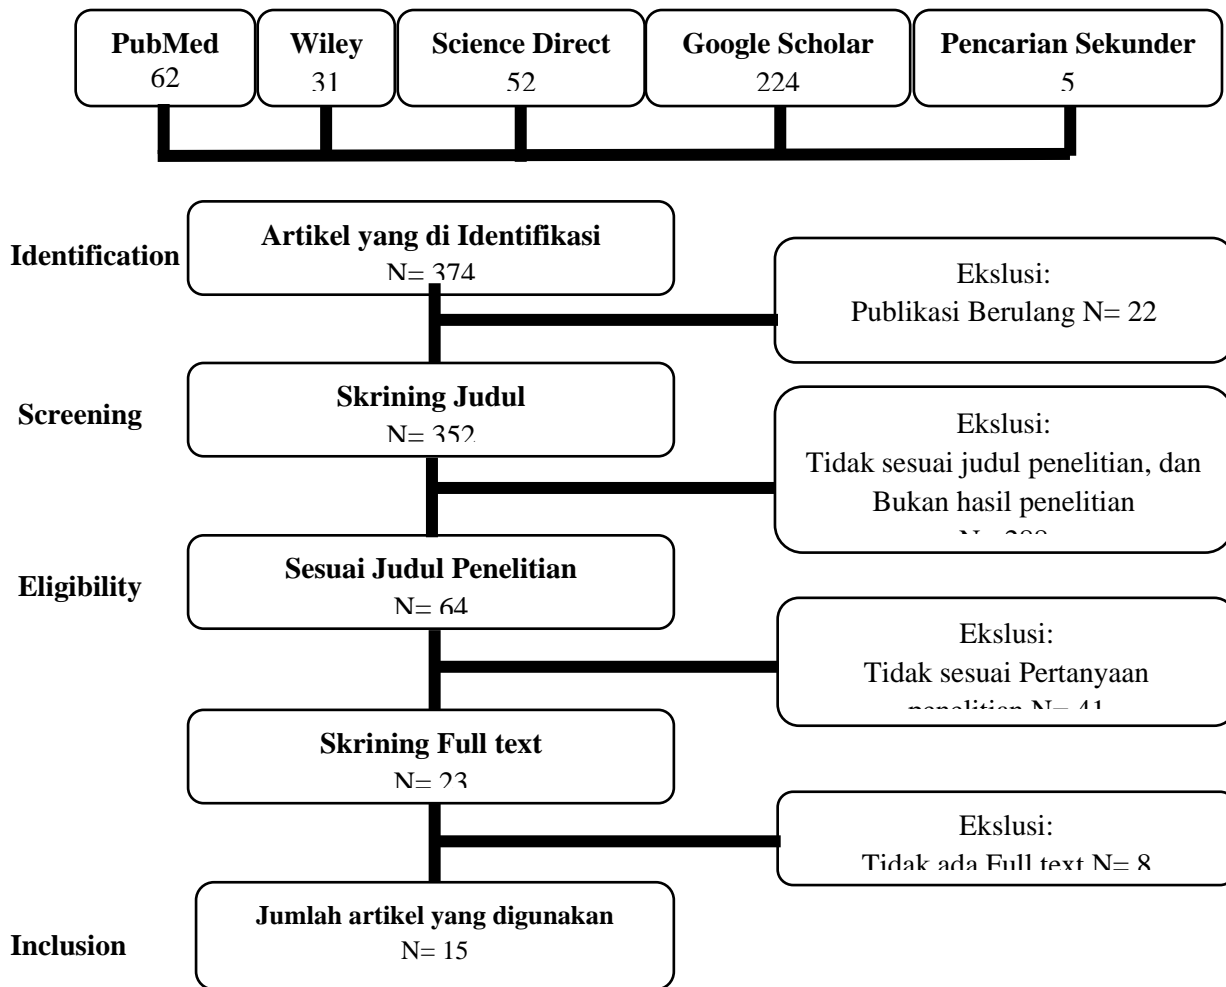 PubMed
62
Wiley
31
Science Direct
52
Google Scholar
224
Pencarian Sekunder
5
Identification
Artikel yang di Identifikasi
N= 374
Ekslusi:
Publikasi Berulang N= 22
Screening
Skrining Judul
N= 352
Ekslusi:
Tidak sesuai judul penelitian, dan
Bukan hasil penelitian
Eligibility
Sesuai Judul Penelitian
N= 64
Ekslusi:
Tidak sesuai Pertanyaan
penelitian N= 41
Skrining Full text
N= 23
Ekslusi:
Tidak ada Full text N= 8
Inclusion
Jumlah artikel yang digunakan
N= 15